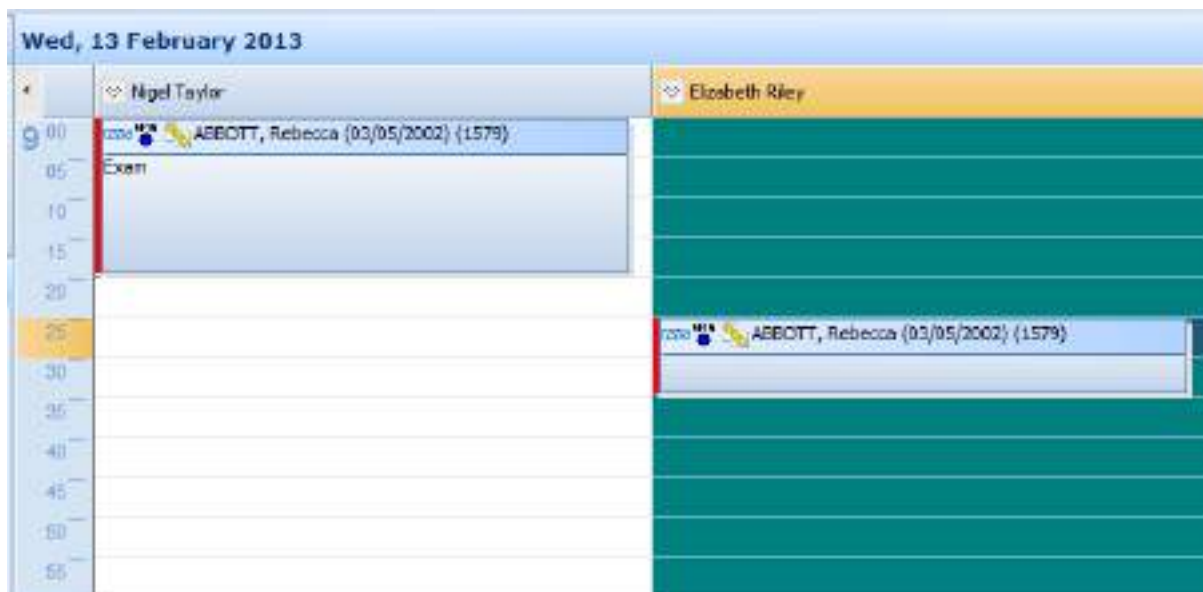 Wed, 13 February 2013
Nigel Taylor
Elizabeth Riley
9 00
ABBOTT, Rebecca (03/05/2002) (1579)
05
Exam
10
15
20
25
ABBOTT, Rebecca (03/05/2002) (1579)
30
35
40
45
50
55